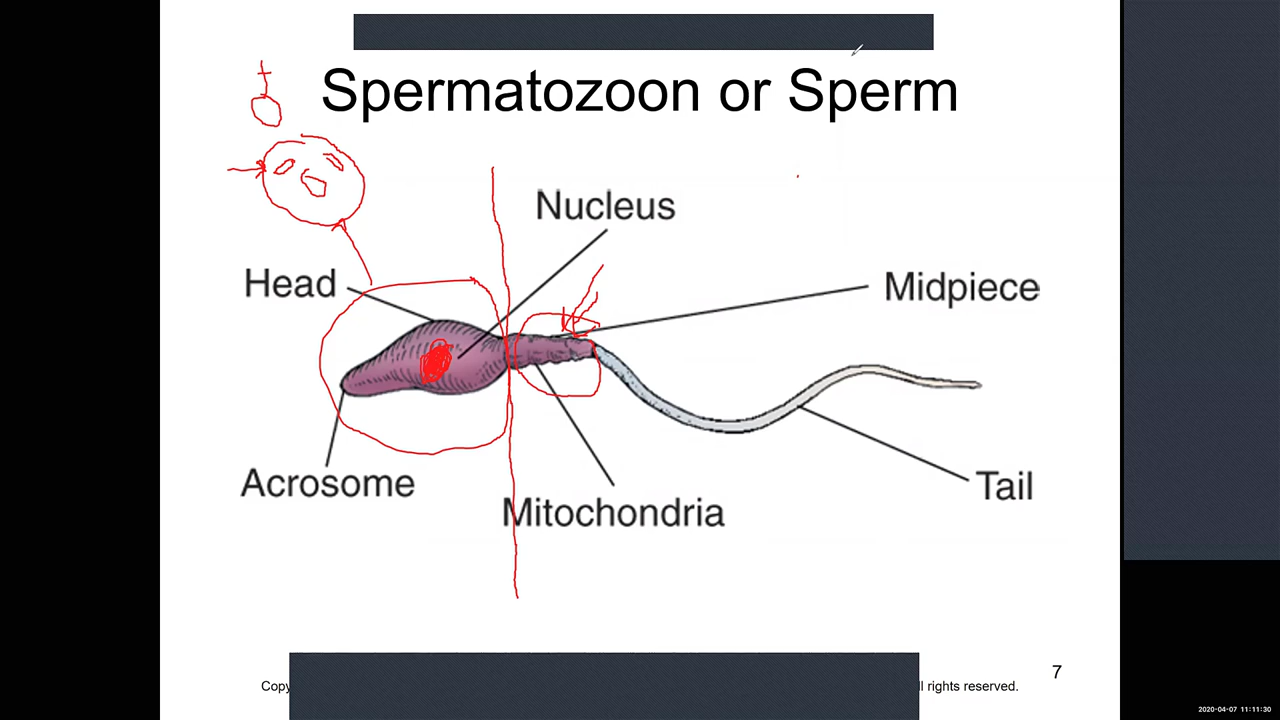 Spermatozoon or Sperm
Nucleus
Head
Midpiece
Acrosome
Tail
Mitochondria
7
Copy
ll rights reserved.
2020-04-07 11:11:30